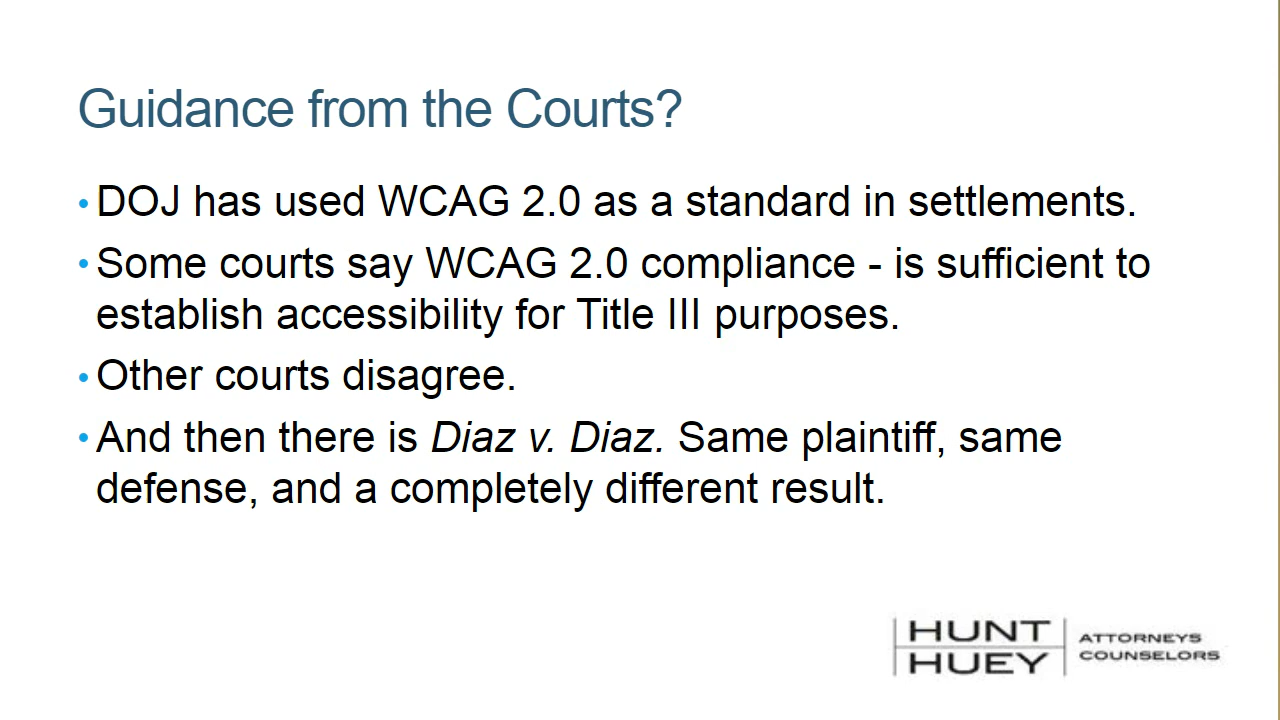 Guidance from the Courts?
• DOJ has used WCAG 2.0 as a standard in settlements.
• Some courts say WCAG 2.0 compliance - is sufficient to
establish accessibility for Title III purposes.
• Other courts disagree.
• And then there is Diaz v. Diaz. Same plaintiff, same
defense, and a completely different result.
HUNT
HUEY
ATTORNEYS
COUNSELORS